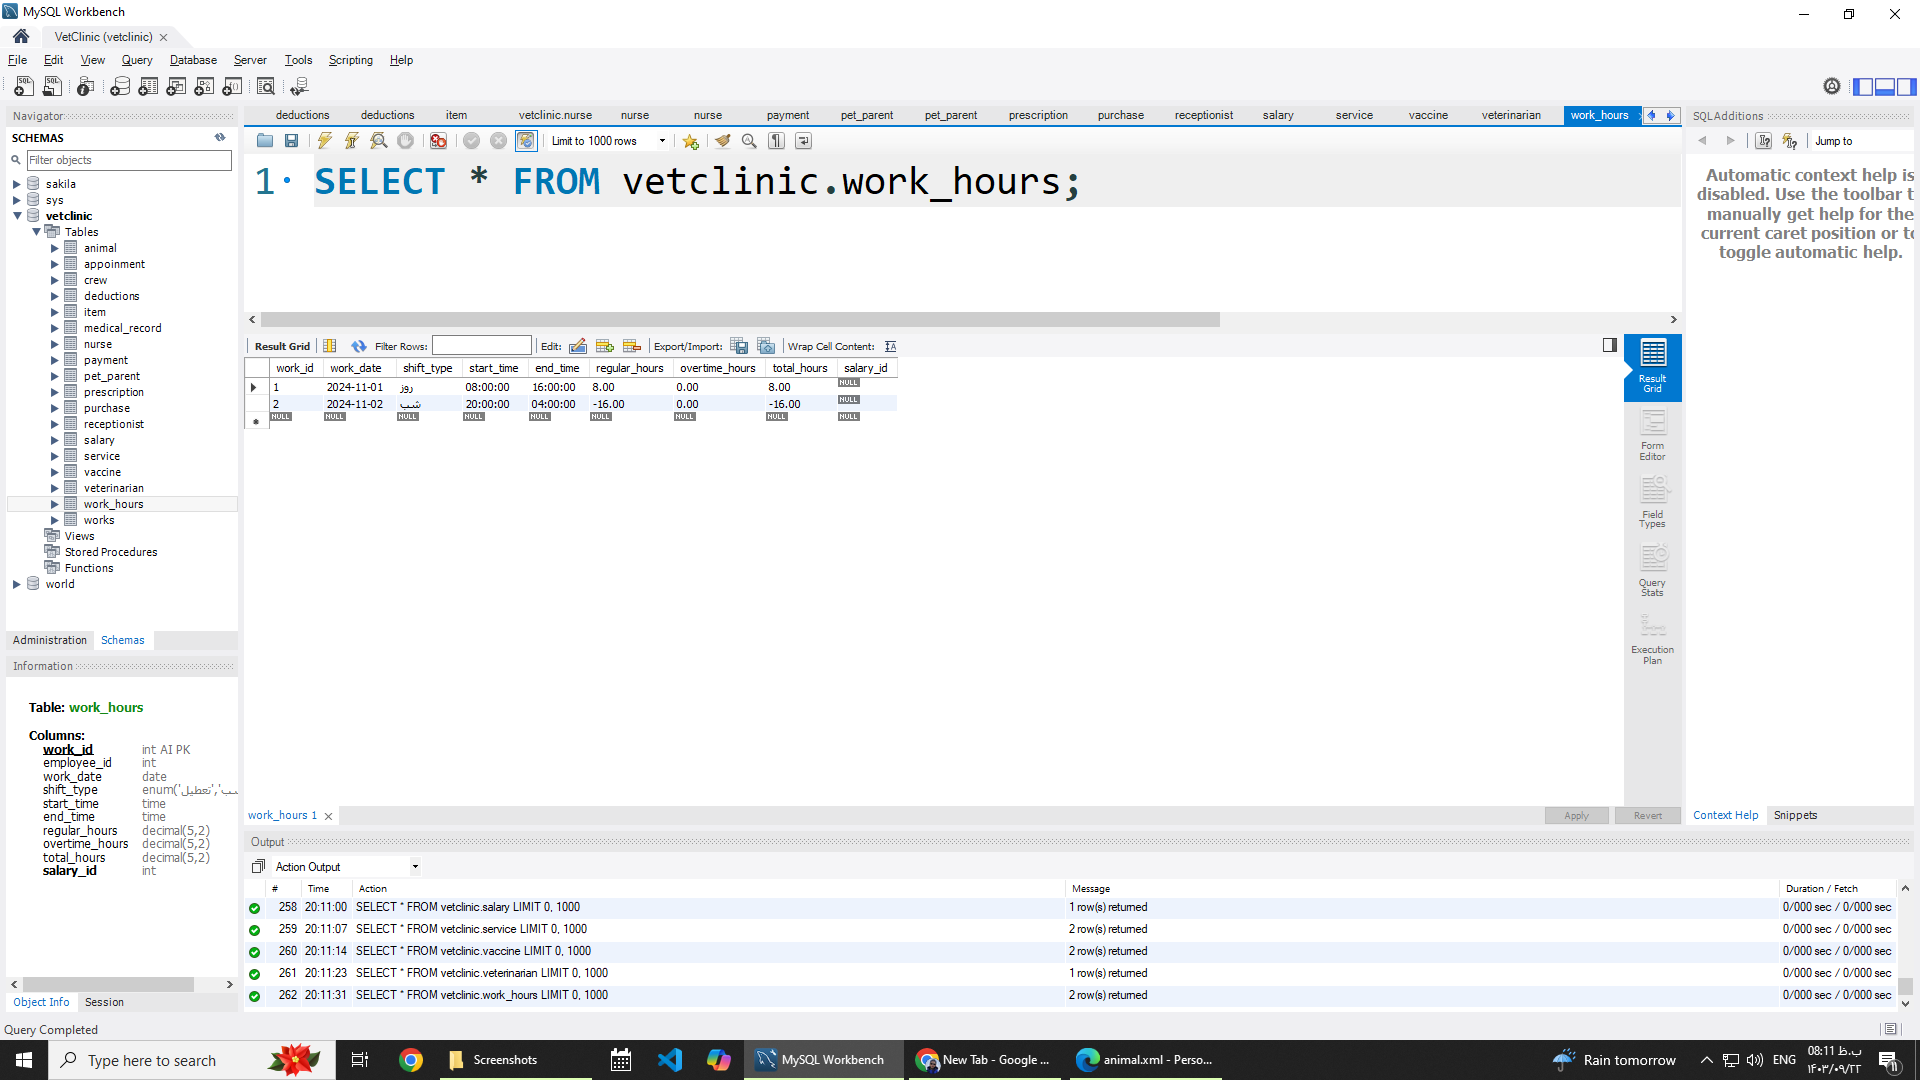 MySQL Workbench
VetClinic (vetclinic)
File Edit View Query Database Server Tools Scripting Help
Navigator
SCHEMAS
Filter objects
sakila
sys
vetclinic
Tables
animal
appoinment
crew
deductions
item
medical_record
nurse
payment
pet_parent
prescription
purchase
receptionist
salary
service
vaccine
veterinarian
work_hours
works
Views
Stored Procedures
Functions
world
Administration Schemas
Information
Table: work_hours
Columns:
work_id int AI PK
employee_id int
work_date date
shift_type enum('شب','تعطیل
start_time time
end_time time
regular_hours decimal(5,2)
overtime_hours decimal(5,2)
total_hours decimal(5,2)
salary_id int
Object Info Session
Query Completed
deductions deductions item vetclinic.nurse nurse nurse payment pet_parent pet_parent prescription purchase receptionist salary service vaccine veterinarian work_hours
Limit to 1000 rows
1 SELECT * FROM vetclinic.work_hours;
Result Grid Filter Rows: Edit: Export/Import: Wrap Cell Content:
work_id work_date shift_type start_time end_time regular_hours overtime_hours total_hours salary_id
1 2024-11-01 روز 08:00:00 16:00:00 8.00 0.00 8.00 NULL
2 2024-11-02 شب 20:00:00 04:00:00 -16.00 0.00 -16.00 NULL
NULL NULL NULL NULL NULL NULL NULL NULL NULL
Result Grid
Form Editor
Field Types
Query Stats
Execution Plan
work_hours 1
Apply Revert
Output
Action Output
# Time Action Message Duration / Fetch
258 20:11:00 SELECT * FROM vetclinic.salary LIMIT 0, 1000 1 row(s) returned 0/000 sec / 0/000 sec
259 20:11:07 SELECT * FROM vetclinic.service LIMIT 0, 1000 2 row(s) returned 0/000 sec / 0/000 sec
260 20:11:14 SELECT * FROM vetclinic.vaccine LIMIT 0, 1000 2 row(s) returned 0/000 sec / 0/000 sec
261 20:11:23 SELECT * FROM vetclinic.veterinarian LIMIT 0, 1000 1 row(s) returned 0/000 sec / 0/000 sec
262 20:11:31 SELECT * FROM vetclinic.work_hours LIMIT 0, 1000 2 row(s) returned 0/000 sec / 0/000 sec
SQLAdditions
Jump to
Automatic context help is
disabled. Use the toolbar t
manually get help for the
current caret position or to
toggle automatic help.
Context Help Snippets
Type here to search
Screenshots
MySQL Workbench
New Tab - Google ...
animal.xml - Perso...
Rain tomorrow
ENG
08:11 ب.ظ
۱۴۰۳/۰۹/۲۲
11